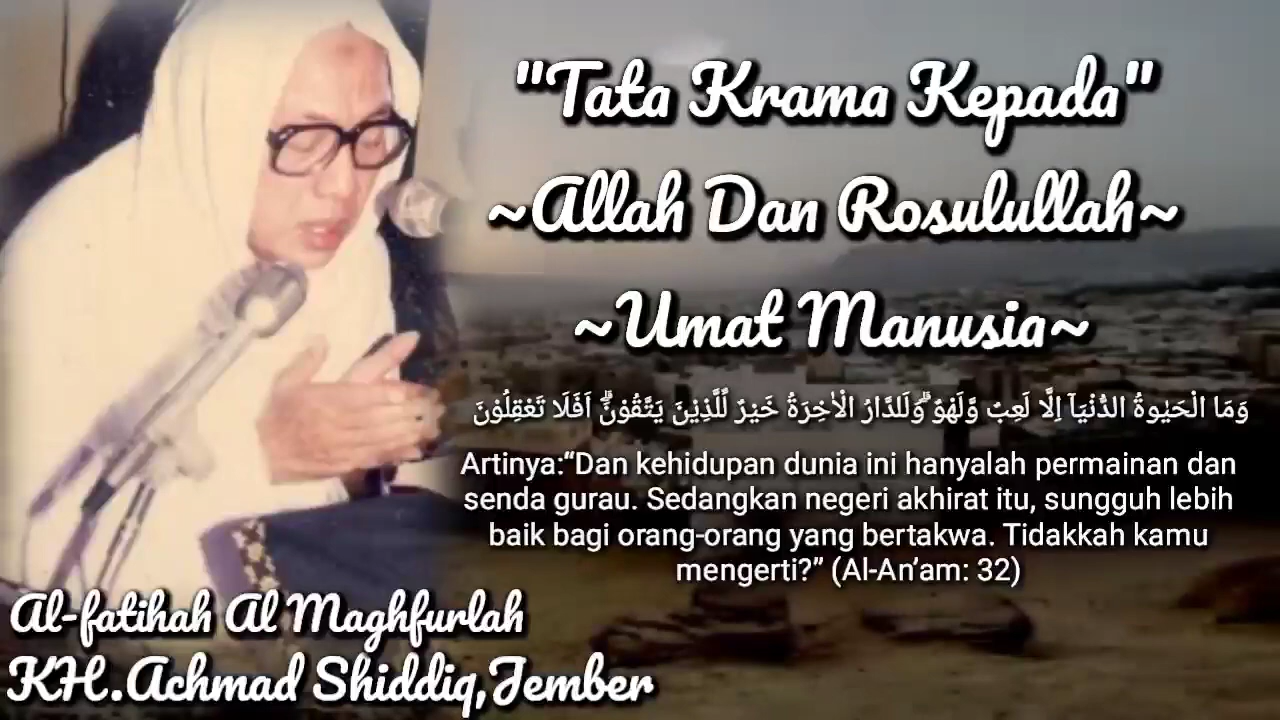 "Tata Krama Kepada"
~Allah Dan Rosulullah~
~Umat Manusia~
وَمَا الْحَيٰوةُ الدُّنْيَآ اِلَّا لَعِبٌ وَّلَهْوٌ ۗوَلَلدَّارُ الْاٰخِرَةُ خَيْرٌ لِّلَّذِيْنَ يَتَّقُوْنَۗ اَفَلَا تَعْقِلُوْنَ
Artinya:“Dan kehidupan dunia ini hanyalah permainan dan
senda gurau. Sedangkan negeri akhirat itu, sungguh lebih
baik bagi orang-orang yang bertakwa. Tidakkah kamu
mengerti?” (Al-An’am: 32)
Al-fatihah Al Maghfurlah
KH.Achmad Shiddiq,Jember